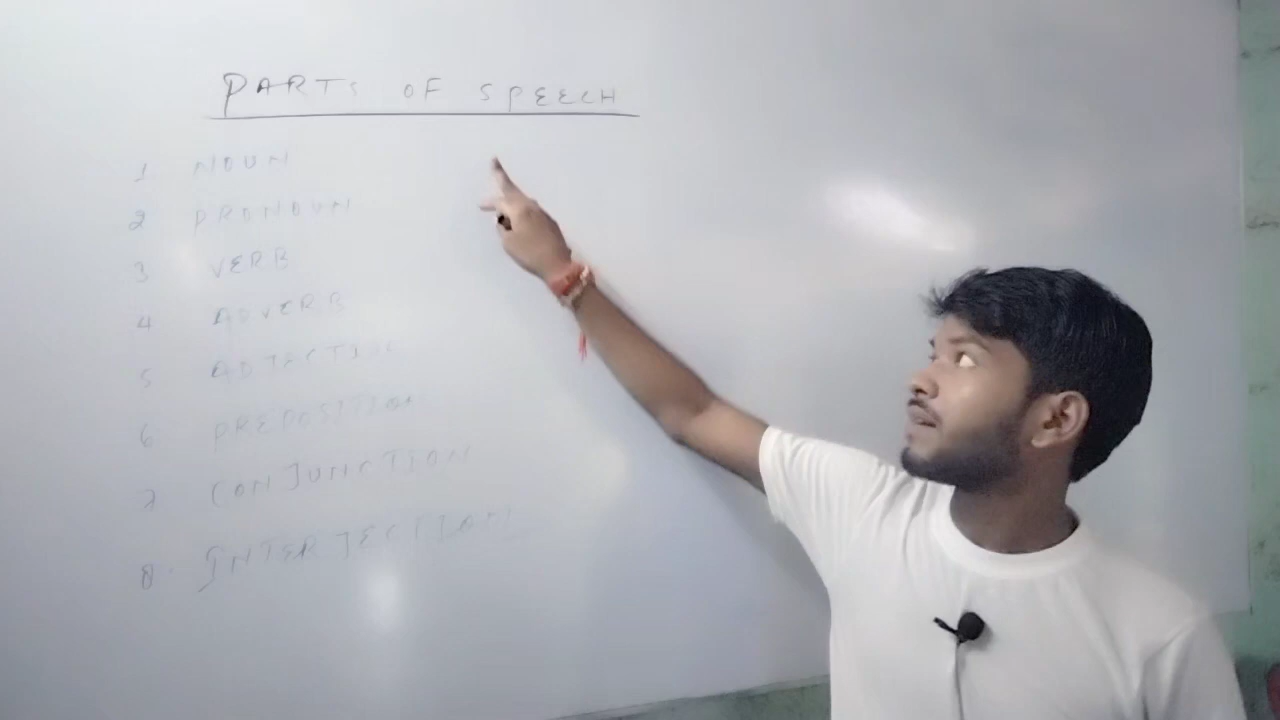 PARTS OF SPEECH
1 NOUN
2 PRONOUN
3 VERB
4 ADVERB
5 ADJECTIVE
6 PREPOSITION
7 CONJUNCTION
8. INTERJECTION